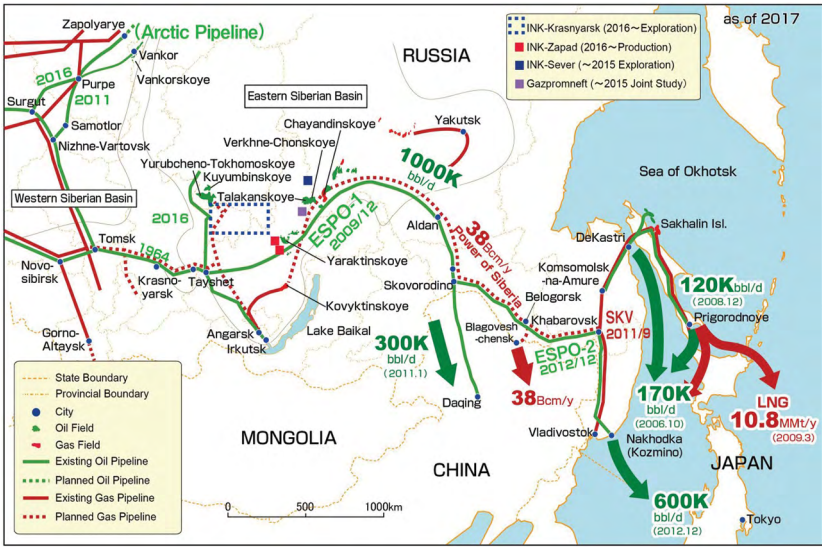 as of 2017
INK-Krasnyarsk (2016～Exploration)
INK-Zapad (2016～Production)
INK-Sever (～2015 Exploration)
Gazpromneft (～2015 Joint Study)
Zapolyarye
(Arctic Pipeline)
Vankor
Vankorskoye
2016
Purpe
2011
Surgut
Samotlor
Nizhne-Vartovsk
RUSSIA
Eastern Siberian Basin
Chayandinskoye
Verkhne-Chonskoye
Yakutsk
Yurubcheno-Tokhomoskoye
Kuyumbinskoye
Talakanskoye
1000K
bbl/d
Sea of Okhotsk
Western Siberian Basin
2016
ESPO-1
2009/12
Aldan
38Bcm/y
Power of Siberia
Sakhalin Isl.
DeKastri
Tomsk
1964
Yaraktinskoye
Novo-
sibirsk
Krasno-
yarsk
Tayshet
Skovorodino
Komsomolsk
-na-Amure
120Kbbl/d
(2008.12)
Prigorodnoye
Kovyktinskoye
Belogorsk
Khabarovsk
SKV
2011/9
Gorno-
Altaysk
Angarsk
Irkutsk
Lake Baikal
300K
bbl/d
(2011.1)
Blagovesh
-chensk
ESPO-2
2012/12
38Bcm/y
Daqing
170K
bbl/d
(2006.10)
LNG
10.8MMt/y
(2009.3)
State Boundary
Provincial Boundary
City
Oil Field
Gas Field
Existing Oil Pipeline
Planned Oil Pipeline
Existing Gas Pipeline
Planned Gas Pipeline
MONGOLIA
CHINA
Vladivostok
Nakhodka
(Kozmino)
JAPAN
600K
bbl/d
(2012.12)
Tokyo
0 500 1000km